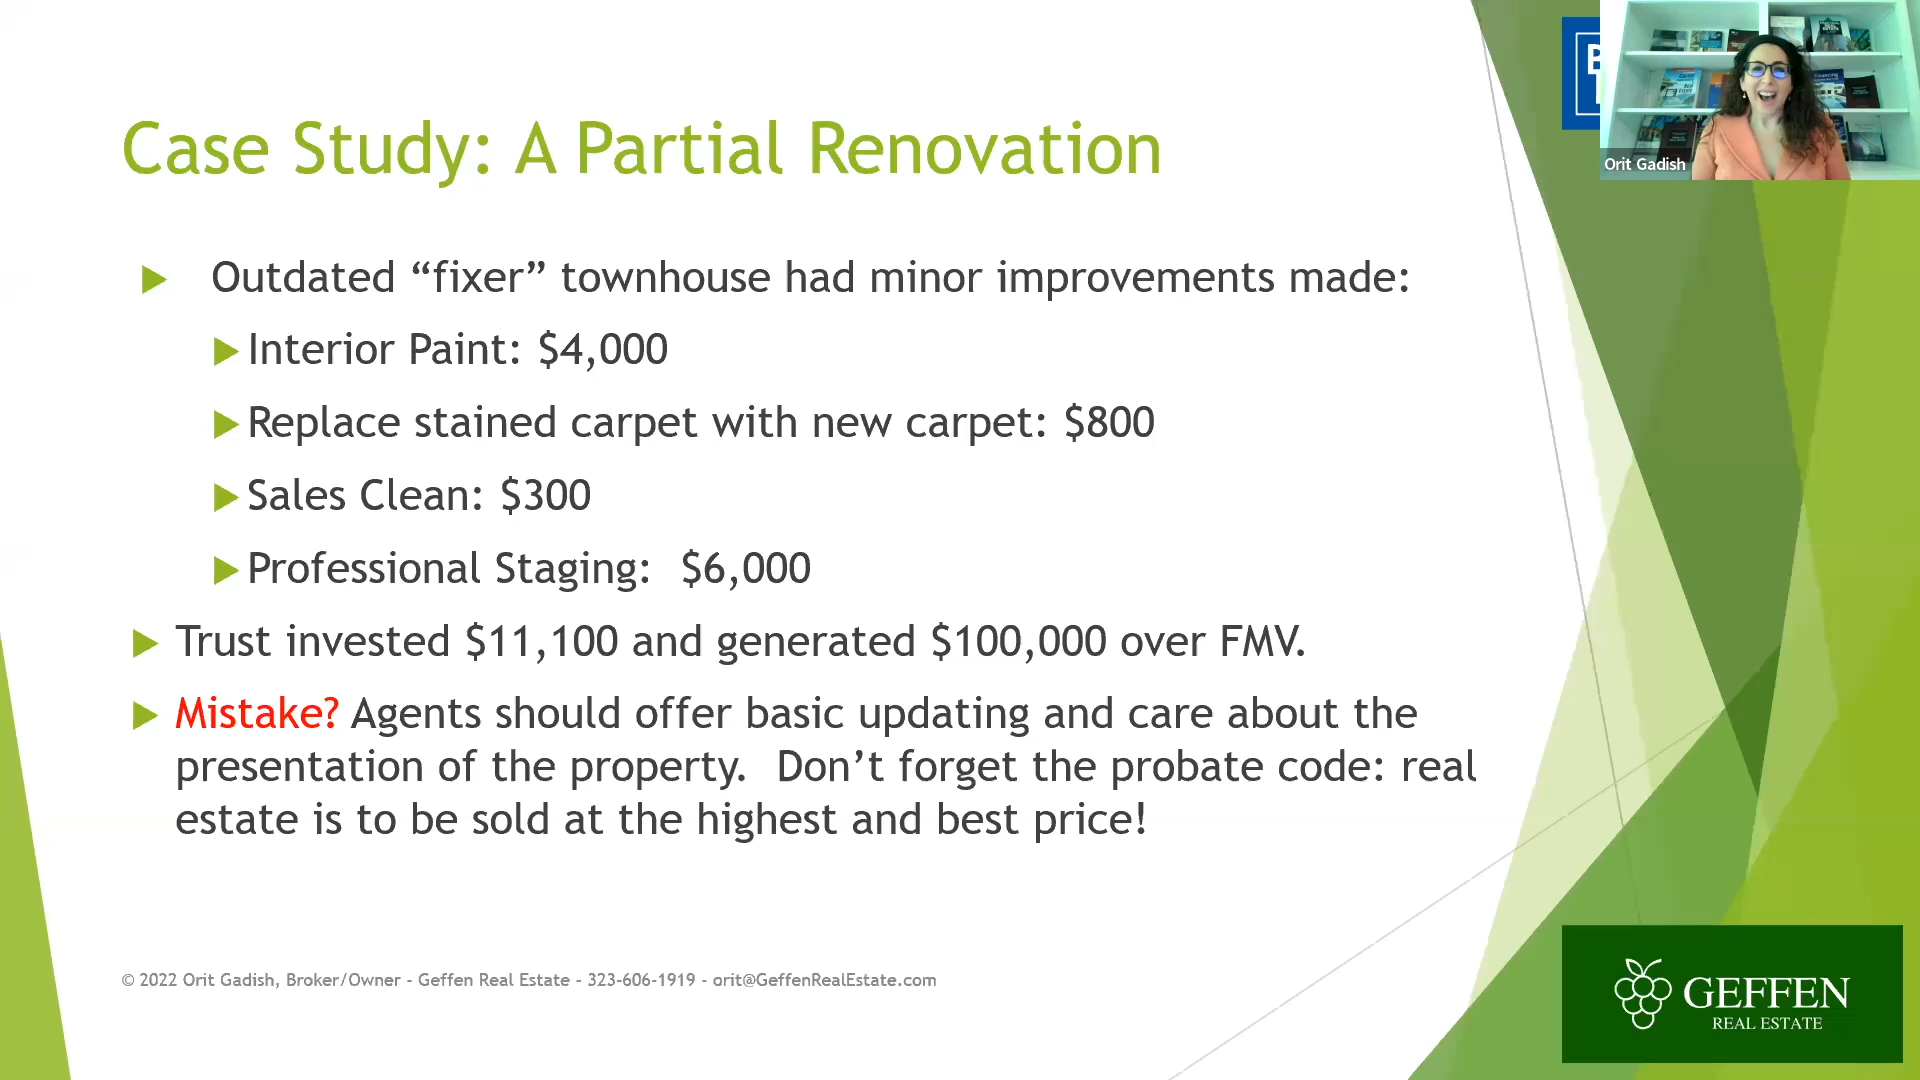 Case Study: A Partial Renovation
Orit Gadish
Outdated “fixer” townhouse had minor improvements made:
Interior Paint: $4,000
Replace stained carpet with new carpet: $800
Sales Clean: $300
Professional Staging:  $6,000
Trust invested $11,100 and generated $100,000 over FMV.
Mistake? Agents should offer basic updating and care about the
presentation of the property.  Don’t forget the probate code: real
estate is to be sold at the highest and best price!
© 2022 Orit Gadish, Broker/Owner - Geffen Real Estate - 323-606-1919 - orit@GeffenRealEstate.com
GEFFEN
REAL ESTATE